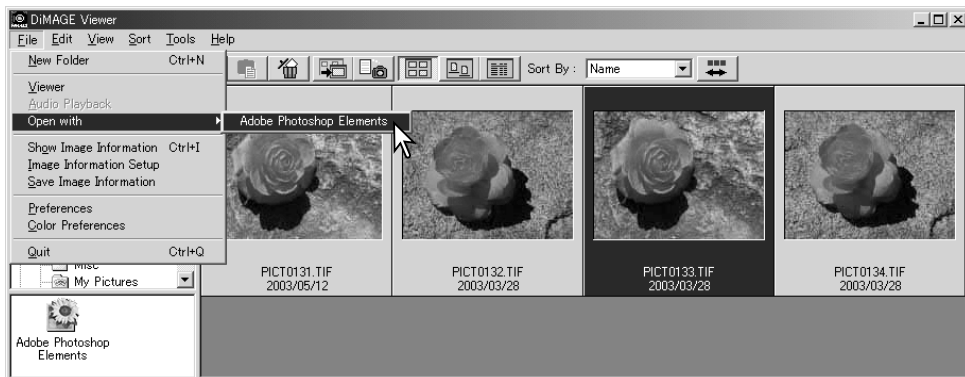 DiMAGE Viewer
File Edit View Sort Tools Help
New Folder Ctrl+N
Sort By : Name
Viewer
Audio Playback
Open with Adobe Photoshop Elements
Show Image Information Ctrl+I
Image Information Setup
Save Image Information
Preferences
Color Preferences
Quit Ctrl+Q
Misc
My Pictures
PICT0131.TIF PICT0132.TIF PICT0133.TIF PICT0134.TIF
2003/05/12 2003/03/28 2003/03/28 2003/03/28
Adobe Photoshop
Elements